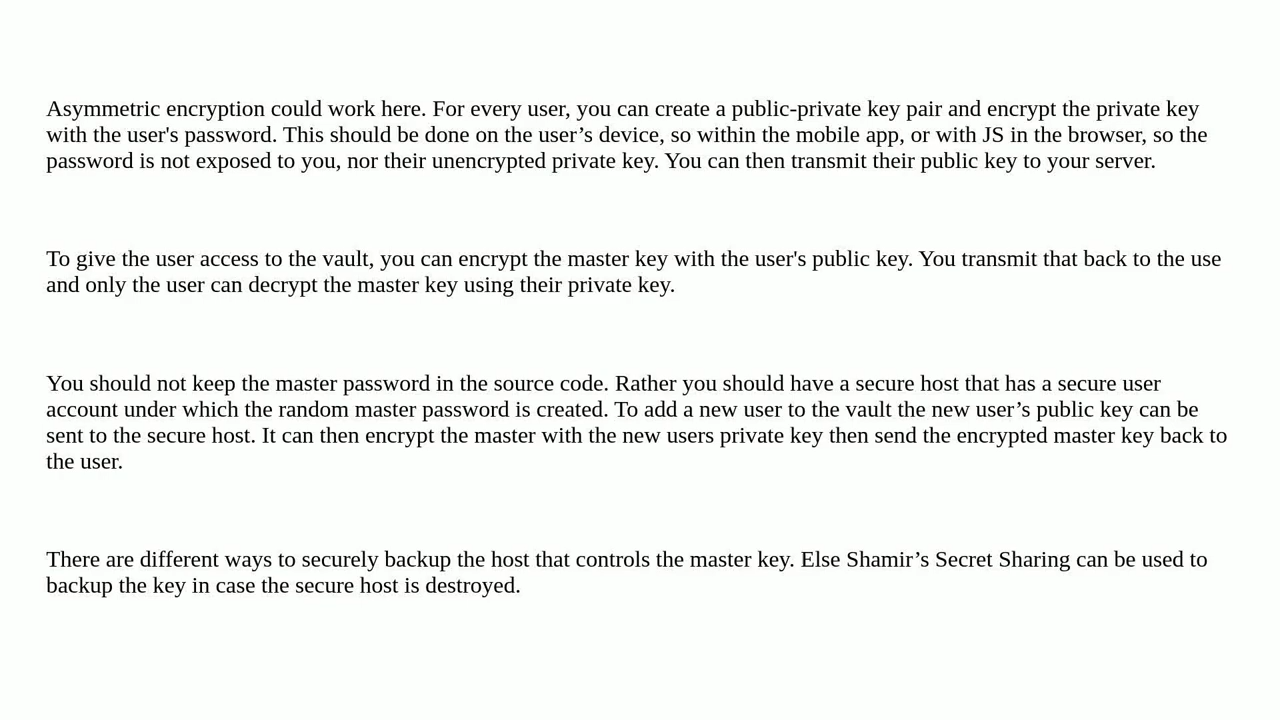 Asymmetric encryption could work here. For every user, you can create a public-private key pair and encrypt the private key
with the user's password. This should be done on the user’s device, so within the mobile app, or with JS in the browser, so the
password is not exposed to you, nor their unencrypted private key. You can then transmit their public key to your server.
To give the user access to the vault, you can encrypt the master key with the user's public key. You transmit that back to the use
and only the user can decrypt the master key using their private key.
You should not keep the master password in the source code. Rather you should have a secure host that has a secure user
account under which the random master password is created. To add a new user to the vault the new user’s public key can be
sent to the secure host. It can then encrypt the master with the new users private key then send the encrypted master key back to
the user.
There are different ways to securely backup the host that controls the master key. Else Shamir’s Secret Sharing can be used to
backup the key in case the secure host is destroyed.